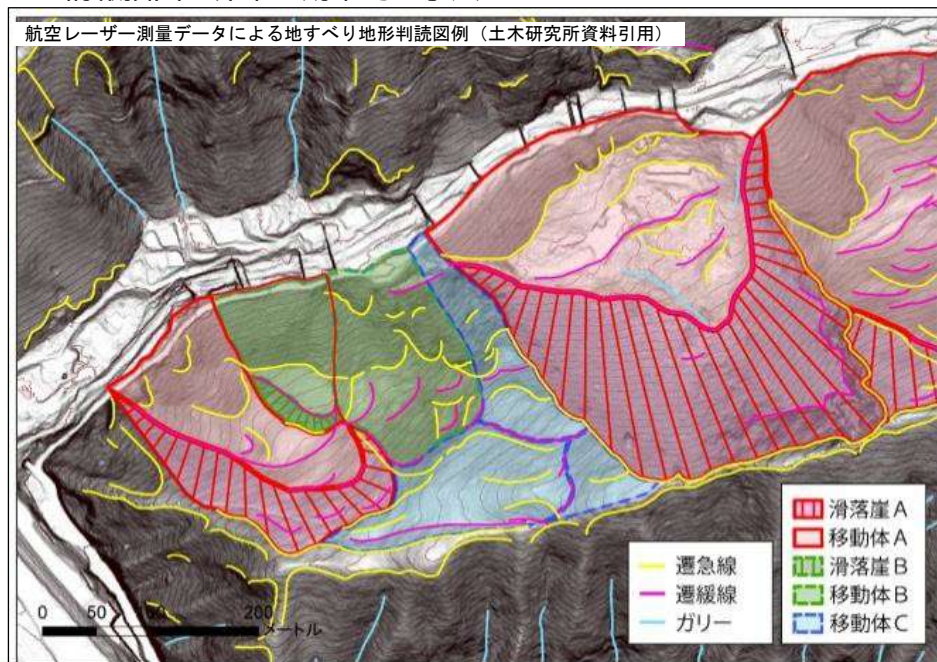 航空レーザー測量データによる地すべり地形判読図例（土木研究所資料引用）
遷急線
遷緩線
ガリー
滑落崖A
移動体A
滑落崖B
移動体B
移動体C
0 50 100 200
メートル